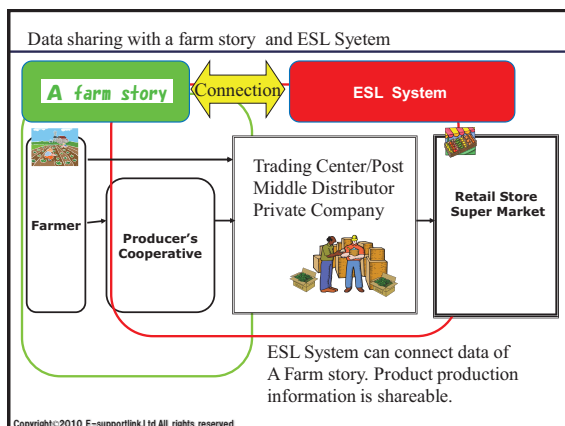 Data sharing with a farm story and ESL Syetem
A farm story
Connection
ESL System
Farmer
Producer's
Cooperative
Trading Center/Post
Middle Distributor
Private Company
Retail Store
Super Market
ESL System can connect data of
A Farm story. Product production
information is shareable.
Copyright©2010 E-supportlink,Ltd All rights reserved